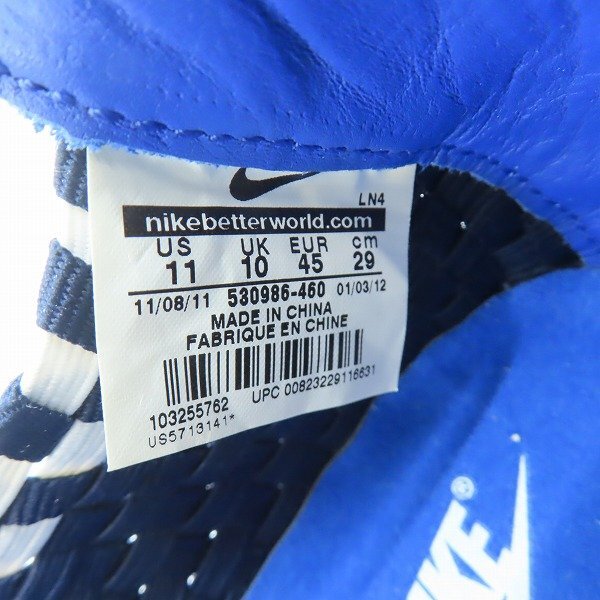 LN4
nikebetterworld.com
US UK EUR cm
11 10 45 29
11/08/11 530986-460 01/03/12
MADE IN CHINA
FABRIQUE EN CHINE
103255762 UPC 00823229116631
US5713141*
NIKE®